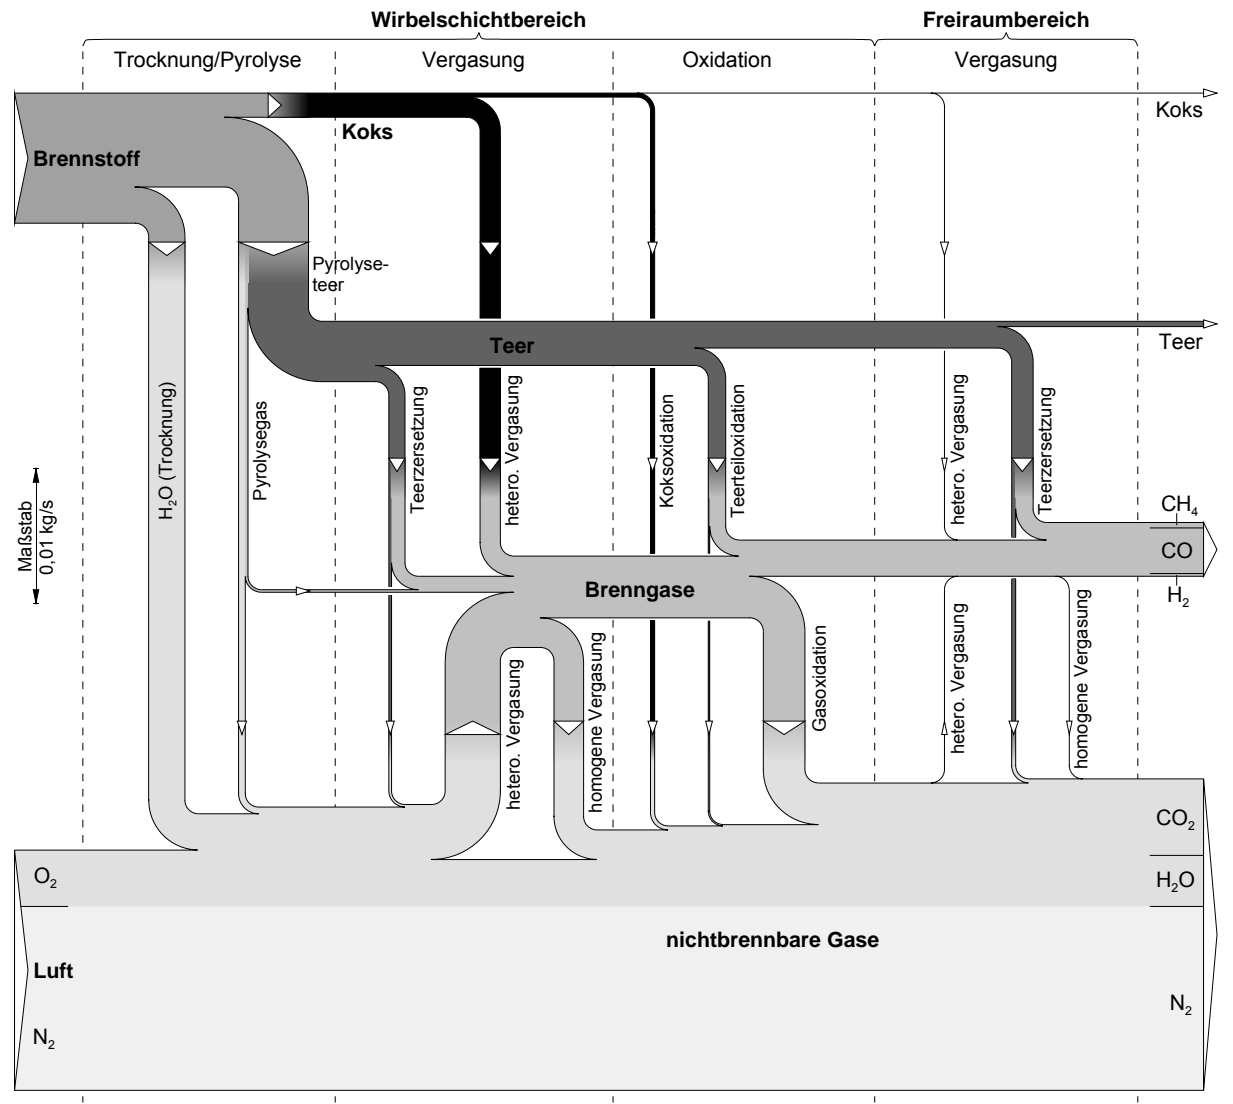 Wirbelschichtbereich
Freiraumbereich
Trocknung/Pyrolyse
Vergasung
Oxidation
Vergasung
Koks
Koks
Brennstoff
Pyrolyse-
teer
Teer
Teer
H₂O (Trocknung)
Pyrolysegas
Teerzersetzung
hetero. Vergasung
Koksoxidation
Teerteiloxidation
hetero. Vergasung
Teerzersetzung
Maßstab
0,01 kg/s
CH₄
CO
H₂
Brenngase
hetero. Vergasung
homogene Vergasung
Gasoxidation
hetero. Vergasung
homogene Vergasung
CO₂
O₂
H₂O
nichtbrennbare Gase
Luft
N₂
N₂